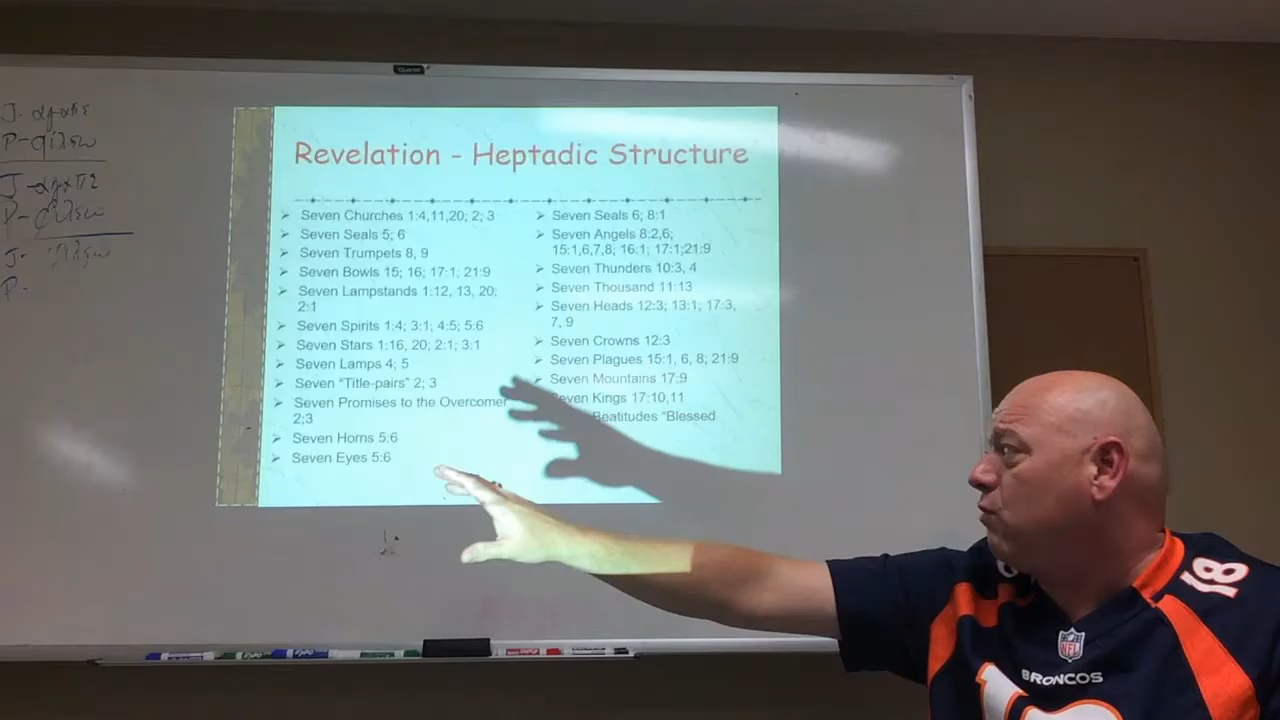 J- αγαπε
P-φιλεω
J-αγαπε
P-φιλεω
J- φιλεω
P-
Revelation - Heptadic Structure
Seven Churches 1:4,11,20; 2; 3
Seven Seals 5; 6
Seven Trumpets 8, 9
Seven Bowls 15; 16; 17:1; 21:9
Seven Lampstands 1:12, 13, 20;
2:1
Seven Spirits 1:4; 3:1; 4:5; 5:6
Seven Stars 1:16, 20; 2:1; 3:1
Seven Lamps 4; 5
Seven “Title-pairs” 2; 3
Seven Promises to the Overcomer
2;3
Seven Horns 5:6
Seven Eyes 5:6
Seven Seals 6; 8:1
Seven Angels 8:2,6;
15:1,6,7,8; 16:1; 17:1;21:9
Seven Thunders 10:3, 4
Seven Thousand 11:13
Seven Heads 12:3; 13:1; 17:3,
7, 9
Seven Crowns 12:3
Seven Plagues 15:1, 6, 8; 21:9
Seven Mountains 17:9
Seven Kings 17:10,11
Beatitudes “Blessed
18
NFL
BRONCOS